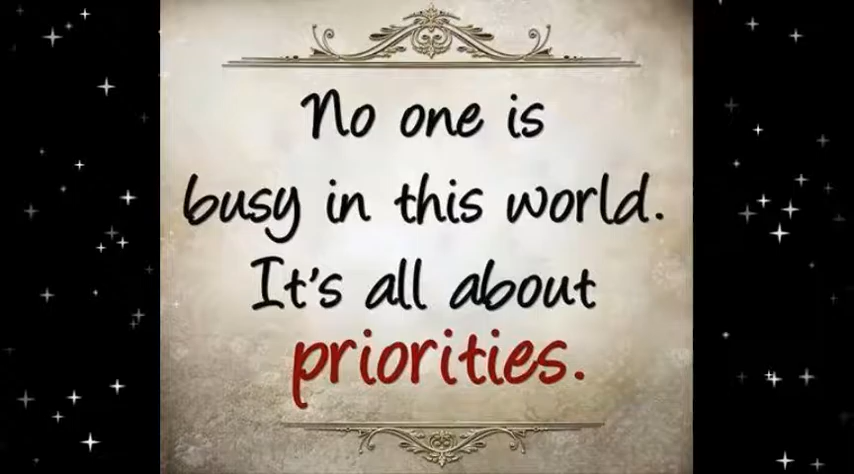 No one is
busy in this world.
It's all about
priorities.